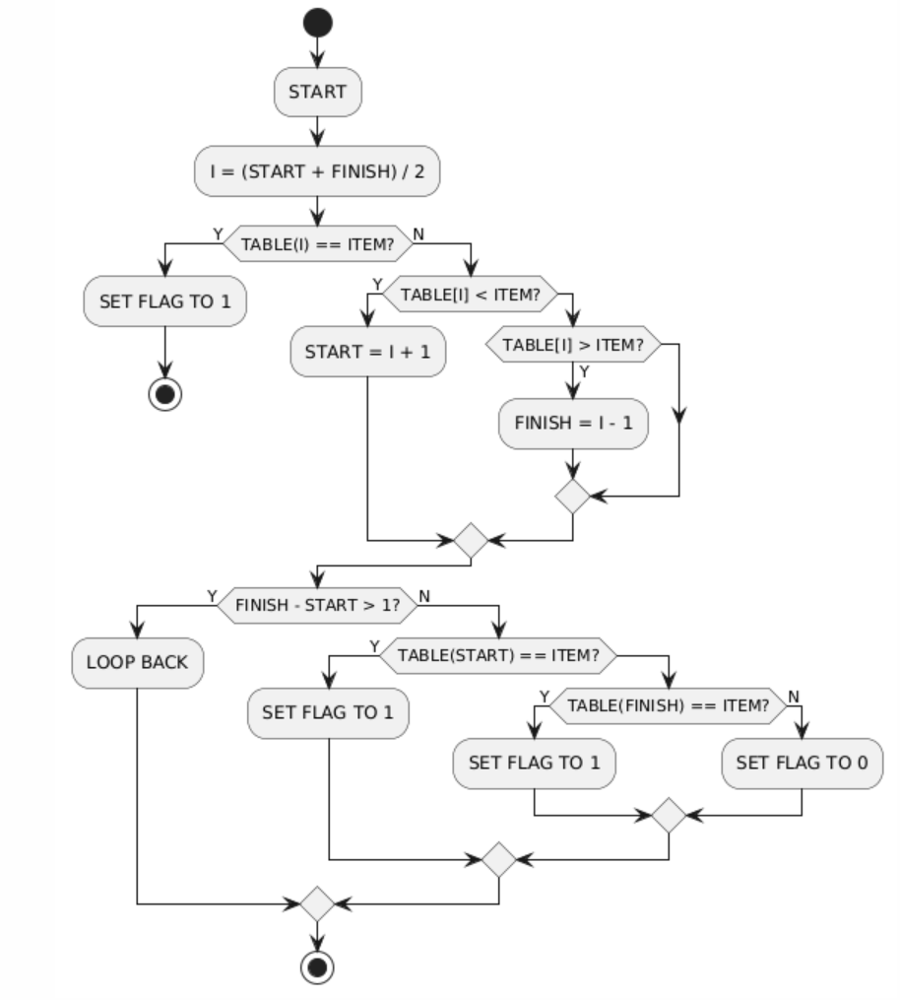 START
I = (START + FINISH) / 2
Y
TABLE(I) == ITEM?
N
SET FLAG TO 1
Y
TABLE[I] < ITEM?
START = I + 1
TABLE[I] > ITEM?
Y
FINISH = I - 1
Y
FINISH - START > 1?
N
LOOP BACK
Y
TABLE(START) == ITEM?
SET FLAG TO 1
Y
TABLE(FINISH) == ITEM?
N
SET FLAG TO 1
SET FLAG TO 0